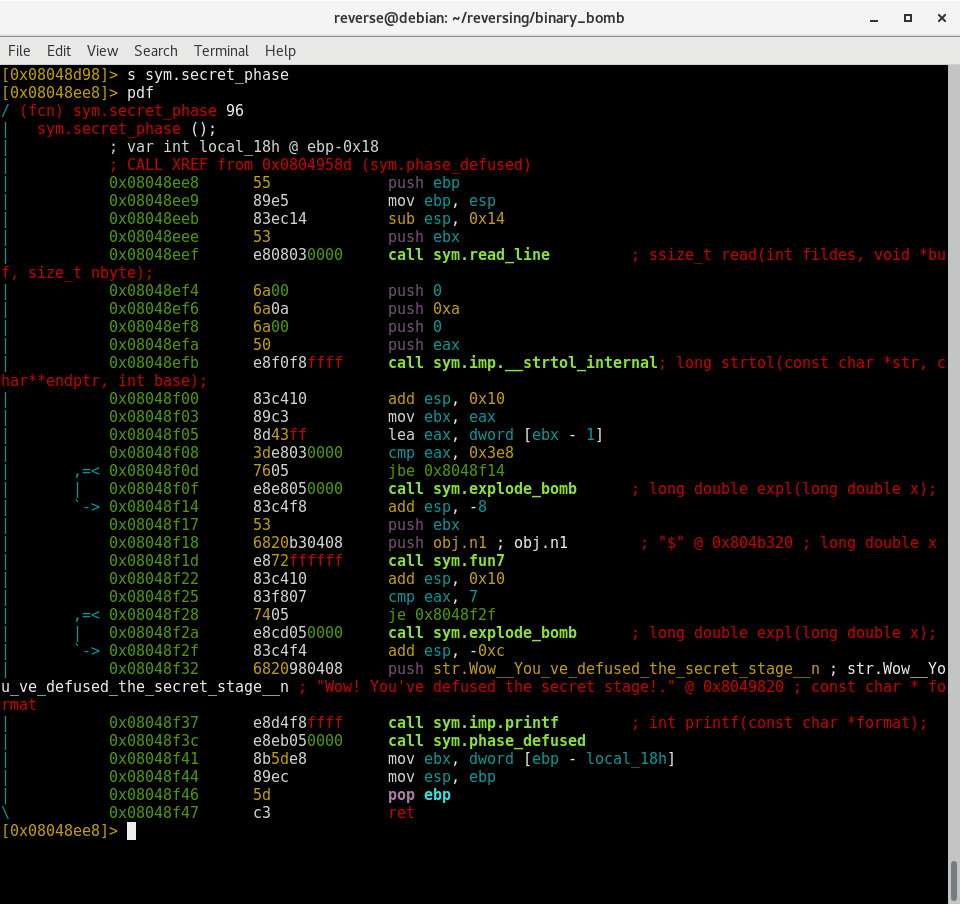 reverse@debian: ~/reversing/binary_bomb
File Edit View Search Terminal Help
[0x08048d98]> s sym.secret_phase
[0x08048ee8]> pdf
/ (fcn) sym.secret_phase 96
|   sym.secret_phase ();
|           ; var int local_18h @ ebp-0x18
|           ; CALL XREF from 0x0804958d (sym.phase_defused)
|           0x08048ee8      55             push ebp
|           0x08048ee9      89e5           mov ebp, esp
|           0x08048eeb      83ec14         sub esp, 0x14
|           0x08048eee      53             push ebx
|           0x08048eef      e808030000     call sym.read_line         ; ssize_t read(int fildes, void *bu
f, size_t nbyte);
|           0x08048ef4      6a00           push 0
|           0x08048ef6      6a0a           push 0xa
|           0x08048ef8      6a00           push 0
|           0x08048efa      50             push eax
|           0x08048efb      e8f0f8ffff     call sym.imp.__strtol_internal; long strtol(const char *str, c
har**endptr, int base);
|           0x08048f00      83c410         add esp, 0x10
|           0x08048f03      89c3           mov ebx, eax
|           0x08048f05      8d43ff         lea eax, dword [ebx - 1]
|           0x08048f08      3de8030000     cmp eax, 0x3e8
|       ,=< 0x08048f0d      7605           jbe 0x8048f14
|       |   0x08048f0f      e8e8050000     call sym.explode_bomb      ; long double expl(long double x);
|       `-> 0x08048f14      83c4f8         add esp, -8
|           0x08048f17      53             push ebx
|           0x08048f18      6820b30408     push obj.n1 ; obj.n1        ; "$" @ 0x804b320 ; long double x
|           0x08048f1d      e872ffffff     call sym.fun7
|           0x08048f22      83c410         add esp, 0x10
|           0x08048f25      83f807         cmp eax, 7
|       ,=< 0x08048f28      7405           je 0x8048f2f
|       |   0x08048f2a      e8cd050000     call sym.explode_bomb      ; long double expl(long double x);
|       `-> 0x08048f2f      83c4f4         add esp, -0xc
|           0x08048f32      6820980408     push str.Wow__You_ve_defused_the_secret_stage__n ; str.Wow__Yo
u_ve_defused_the_secret_stage__n ; "Wow! You've defused the secret stage!." @ 0x8049820 ; const char * fo
rmat
|           0x08048f37      e8d4f8ffff     call sym.imp.printf        ; int printf(const char *format);
|           0x08048f3c      e8eb050000     call sym.phase_defused
|           0x08048f41      8b5de8         mov ebx, dword [ebp - local_18h]
|           0x08048f44      89ec           mov esp, ebp
|           0x08048f46      5d             pop ebp
\           0x08048f47      c3             ret
[0x08048ee8]>